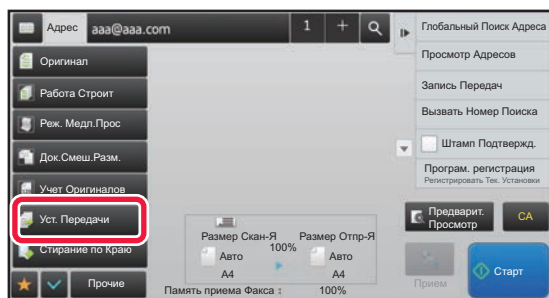 Адрес aaa@aaa.com 1 +
Оригинал
Работа Строит
Реж. Медл.Прос
Док.Смеш.Разм.
Учет Оригиналов
Уст. Передачи
Стирание по Краю
Прочие
Размер Скан-Я Размер Отпр-Я
100%
Авто Авто
A4 A4
Память приема Факса : 100%
Глобальный Поиск Адреса
Просмотр Адресов
Запись Передач
Вызвать Номер Поиска
Штамп Подтвержд.
Програм. регистрация
Регистрировать Тек. Установки
Предварит.
Просмотр
CA
Прием
Старт